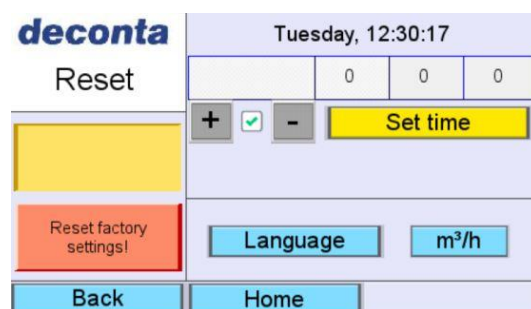 deconta
Tuesday, 12:30:17
Reset
0 0 0
+ -
Set time
Reset factory
settings!
Language
m³/h
Back
Home